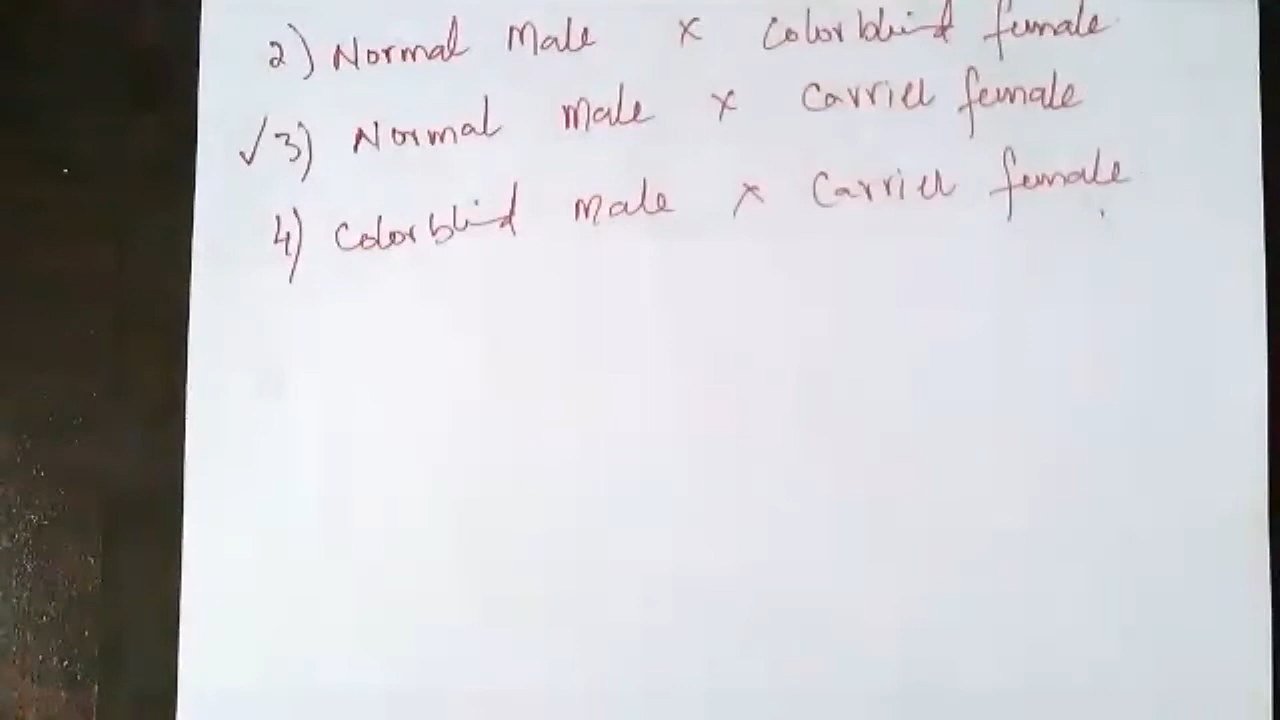 2) Normal Male x Colorblind female
√3) Normal Male x Carrier female
4) Colorblind Male x Carrier female